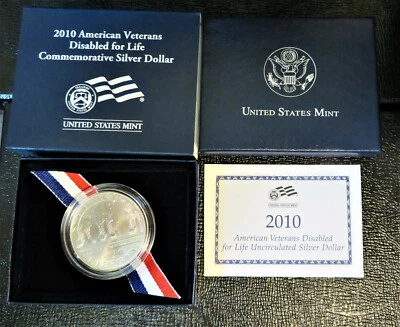 2010 American Veterans
Disabled for Life
Commemorative Silver Dollar
UNITED STATES MINT
UNITED STATES MINT
2010
American Veterans Disabled
for Life Uncirculated Silver Dollar